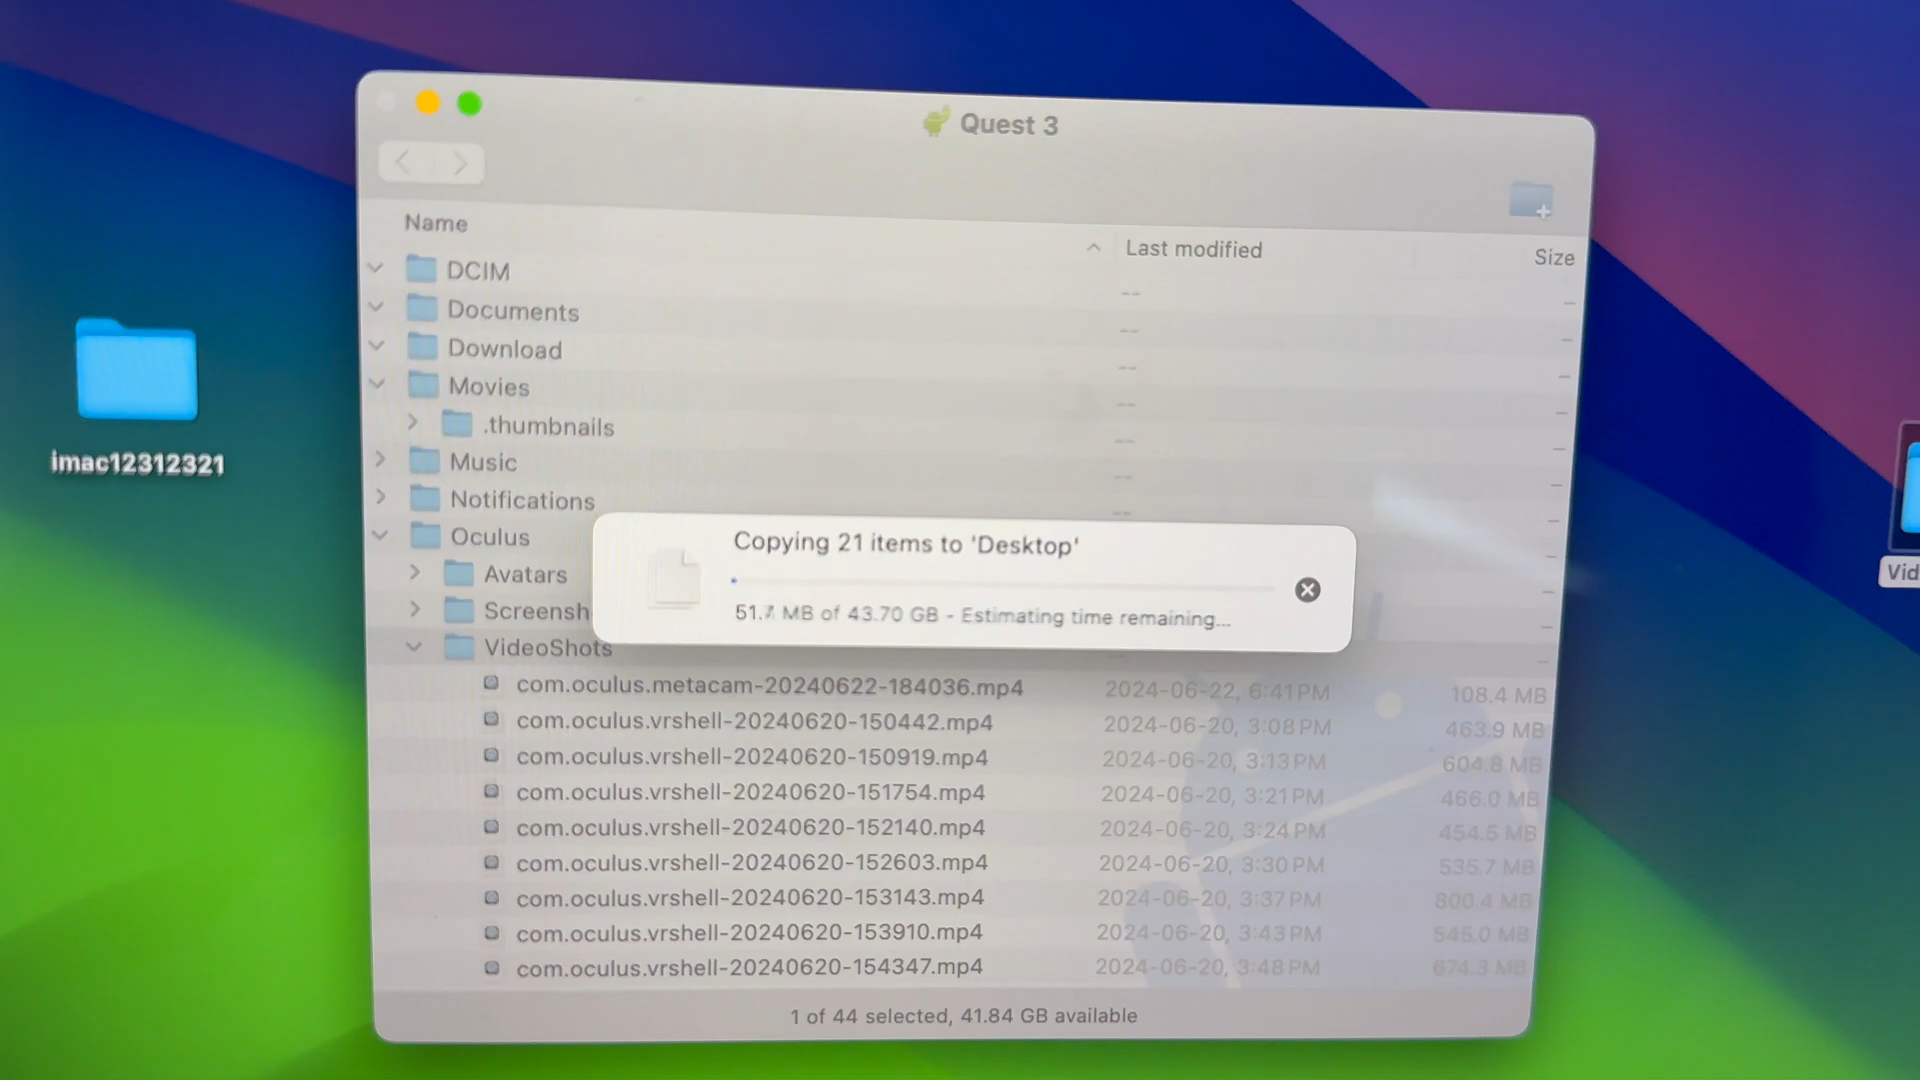 Quest 3
Name
Last modified
Size
DCIM
--
--
Documents
--
--
Download
--
--
Movies
--
--
.thumbnails
--
--
Music
--
--
Notifications
--
--
Oculus
Avatars
Screensh
VideoShots
Copying 21 items to 'Desktop'
51.7 MB of 43.70 GB - Estimating time remaining...
com.oculus.metacam-20240622-184036.mp4 2024-06-22, 6:41 PM 108.4 MB
com.oculus.vrshell-20240620-150442.mp4 2024-06-20, 3:08 PM 463.9 MB
com.oculus.vrshell-20240620-150919.mp4 2024-06-20, 3:13 PM 604.8 MB
com.oculus.vrshell-20240620-151754.mp4 2024-06-20, 3:21 PM 466.0 MB
com.oculus.vrshell-20240620-152140.mp4 2024-06-20, 3:24 PM 454.5 MB
com.oculus.vrshell-20240620-152603.mp4 2024-06-20, 3:30 PM 535.7 MB
com.oculus.vrshell-20240620-153143.mp4 2024-06-20, 3:37 PM 800.4 MB
com.oculus.vrshell-20240620-153910.mp4 2024-06-20, 3:43 PM 545.0 MB
com.oculus.vrshell-20240620-154347.mp4 2024-06-20, 3:48 PM 674.3 MB
1 of 44 selected, 41.84 GB available
imac12312321
Vid